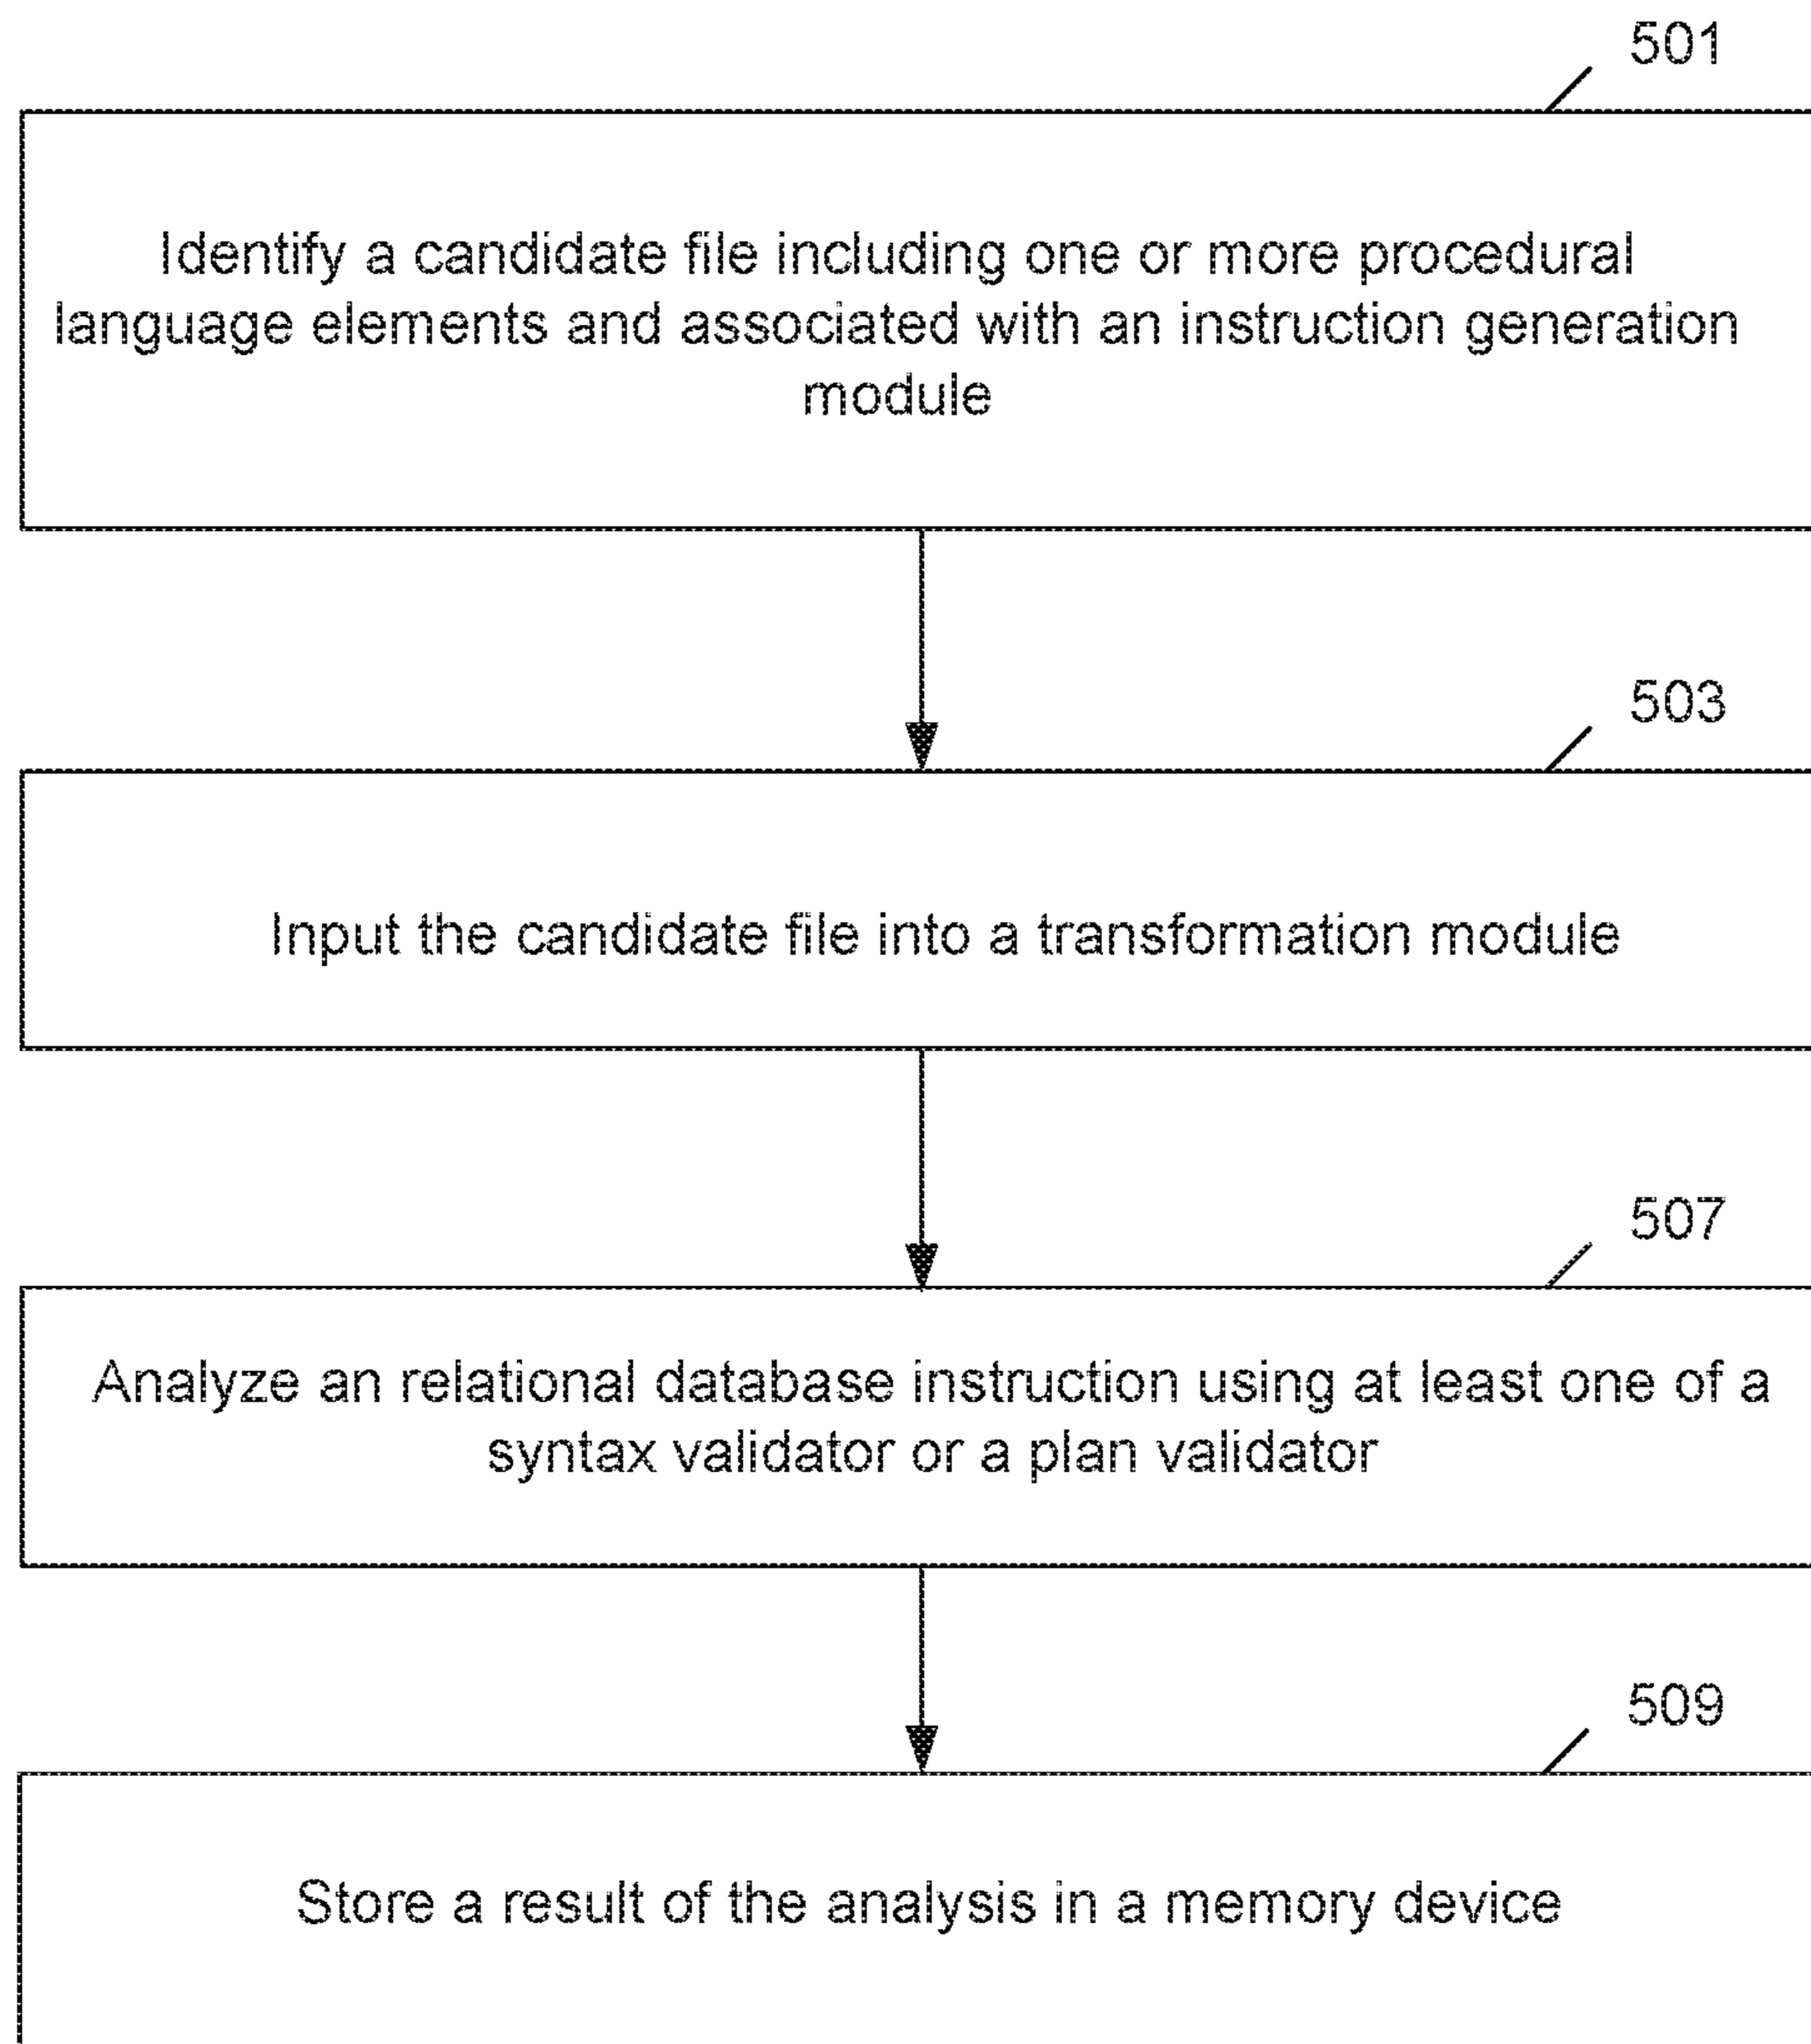 501
Identify a candidate file including one or more procedural
language elements and associated with an instruction generation
module
503
Input the candidate file into a transformation module
507
Analyze an relational database instruction using at least one of a
syntax validator or a plan validator
509
Store a result of the analysis in a memory device